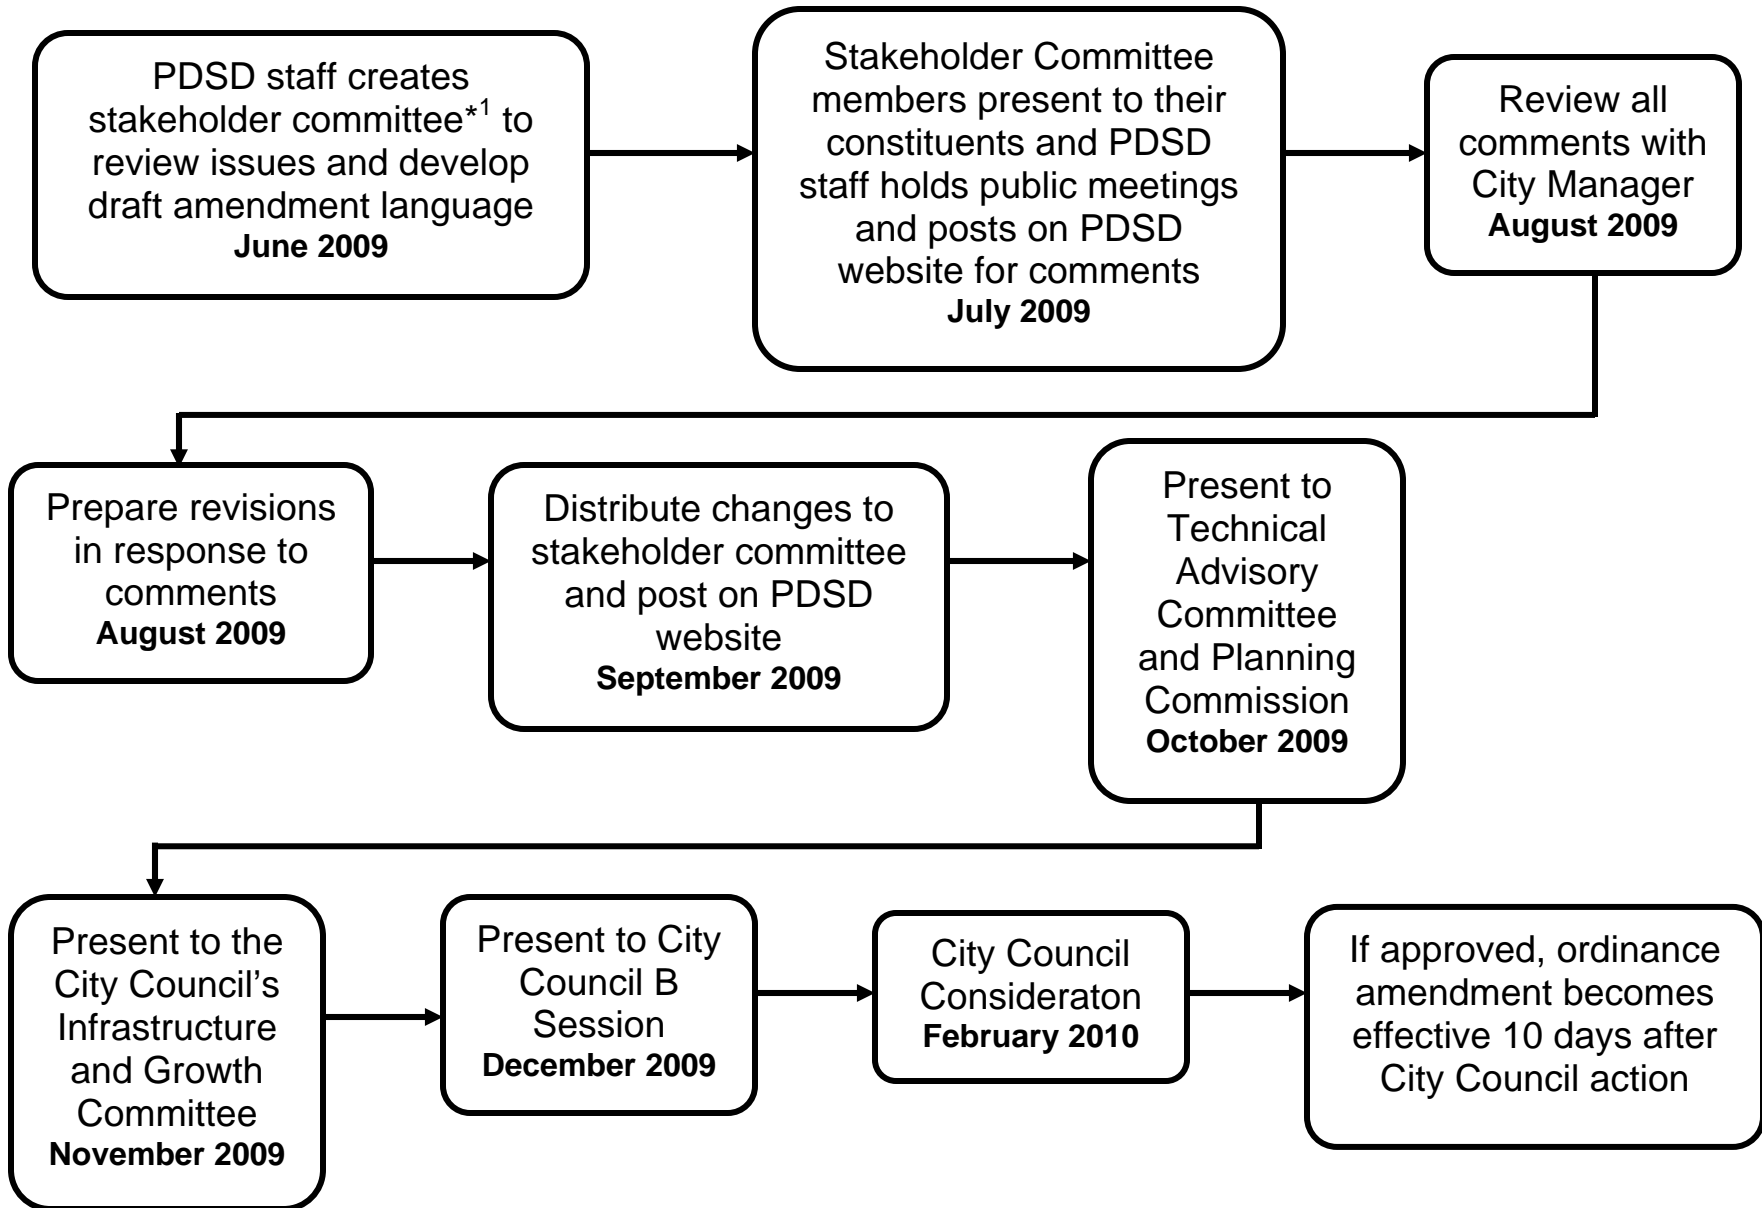 PDSD staff creates
stakeholder committee*1 to
review issues and develop
draft amendment language
June 2009
Stakeholder Committee
members present to their
constituents and PDSD
staff holds public meetings
and posts on PDSD
website for comments
July 2009
Review all
comments with
City Manager
August 2009
Prepare revisions
in response to
comments
August 2009
Distribute changes to
stakeholder committee
and post on PDSD
website
September 2009
Present to
Technical
Advisory
Committee
and Planning
Commission
October 2009
Present to the
City Council’s
Infrastructure
and Growth
Committee
November 2009
Present to City
Council B
Session
December 2009
City Council
Consideraton
February 2010
If approved, ordinance
amendment becomes
effective 10 days after
City Council action